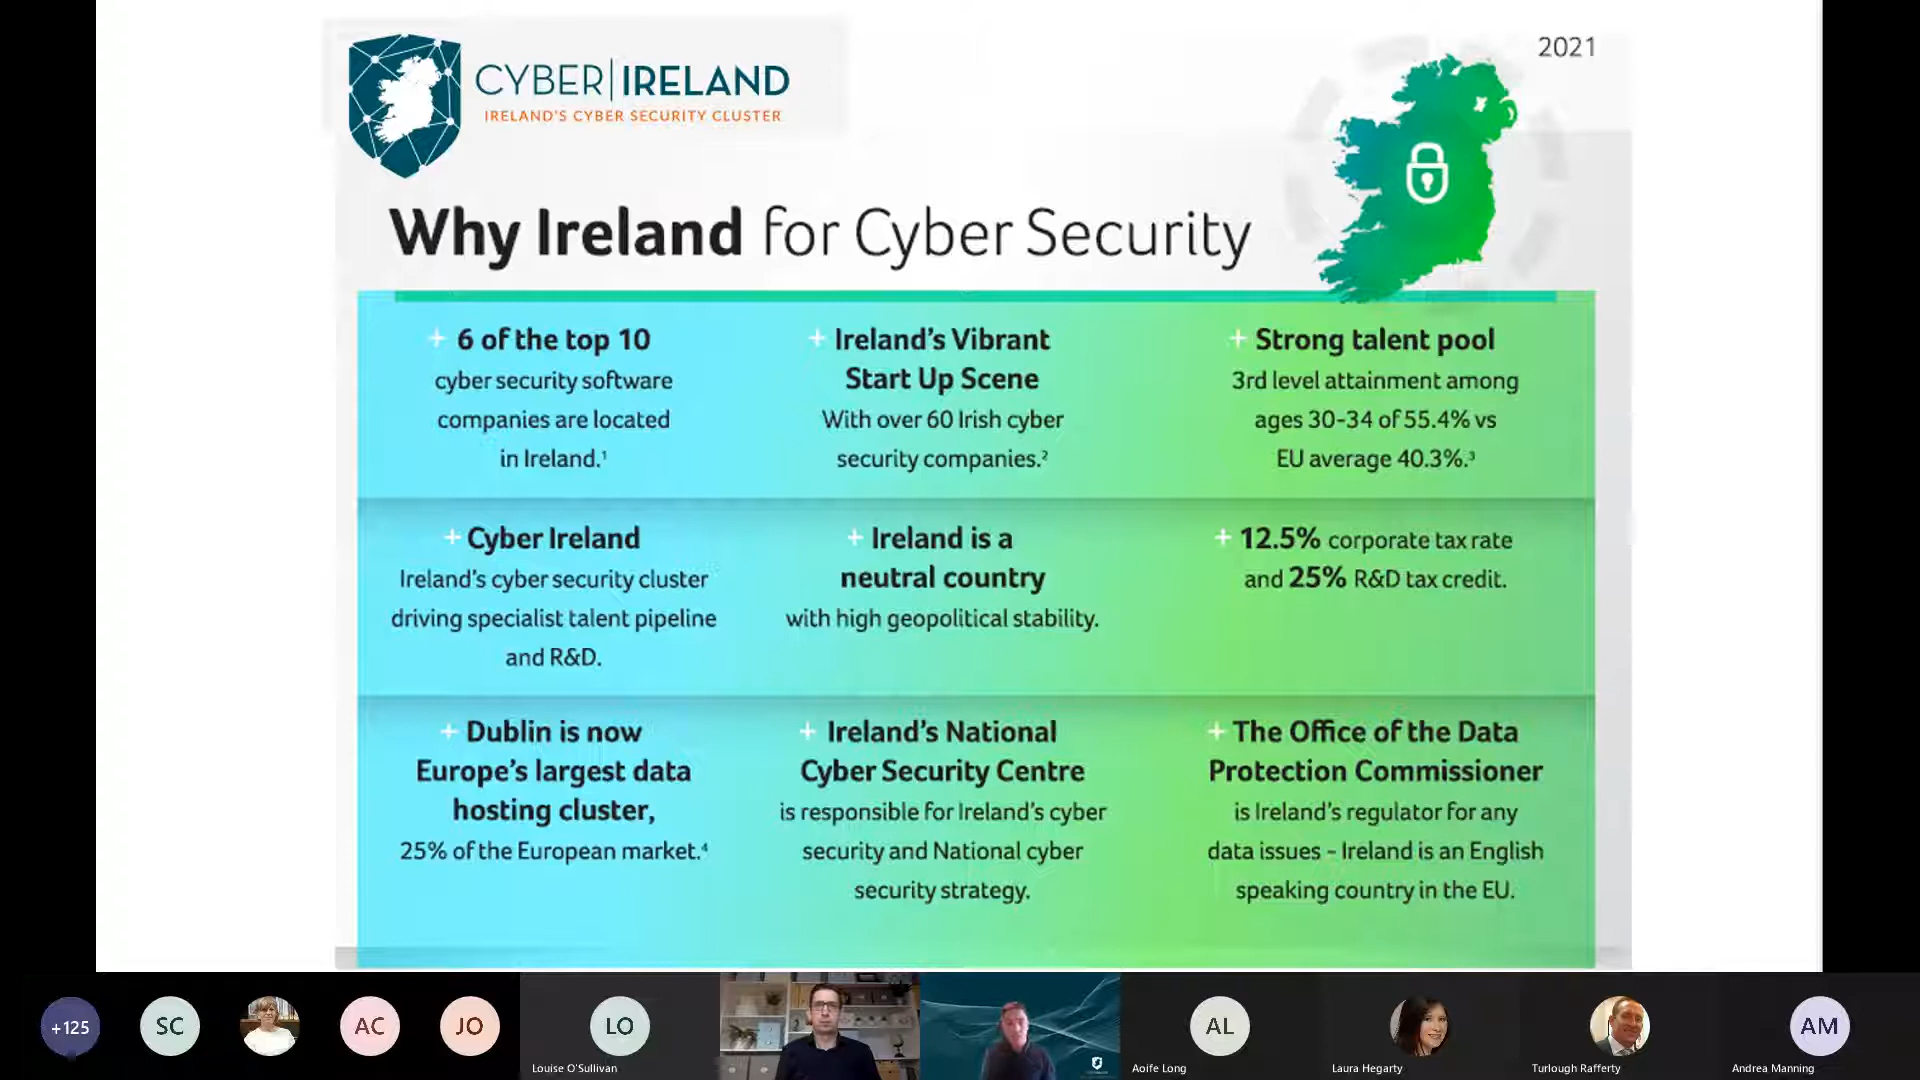 CYBER|IRELAND
IRELAND'S CYBER SECURITY CLUSTER
2021
Why Ireland for Cyber Security
+ 6 of the top 10
cyber security software
companies are located
in Ireland.¹
+ Ireland's Vibrant
Start Up Scene
With over 60 Irish cyber
security companies.²
+ Strong talent pool
3rd level attainment among
ages 30-34 of 55.4% vs
EU average 40.3%.³
+ Cyber Ireland
Ireland's cyber security cluster
driving specialist talent pipeline
and R&D.
+ Ireland is a
neutral country
with high geopolitical stability.
+ 12.5% corporate tax rate
and 25% R&D tax credit.
+ Dublin is now
Europe's largest data
hosting cluster,
25% of the European market.⁴
+ Ireland's National
Cyber Security Centre
is responsible for Ireland's cyber
security and National cyber
security strategy.
+ The Office of the Data
Protection Commissioner
is Ireland's regulator for any
data issues - Ireland is an English
speaking country in the EU.
+125
SC
AC
JO
LO
Louise O'Sullivan
AL
Aoife Long
Laura Hegarty
Turlough Rafferty
AM
Andrea Manning